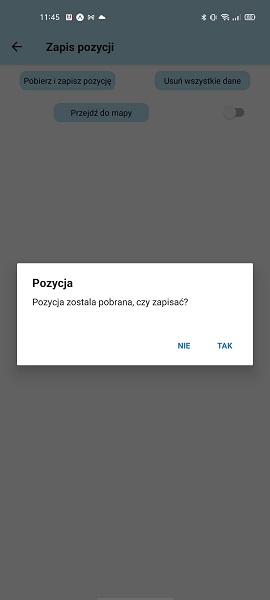 11:45
Zapis pozycji
Pobierz i zapisz pozycję
Usuń wszystkie dane
Przejdź do mapy
Pozycja
Pozycja zostala pobrana, czy zapisać?
NIE
TAK